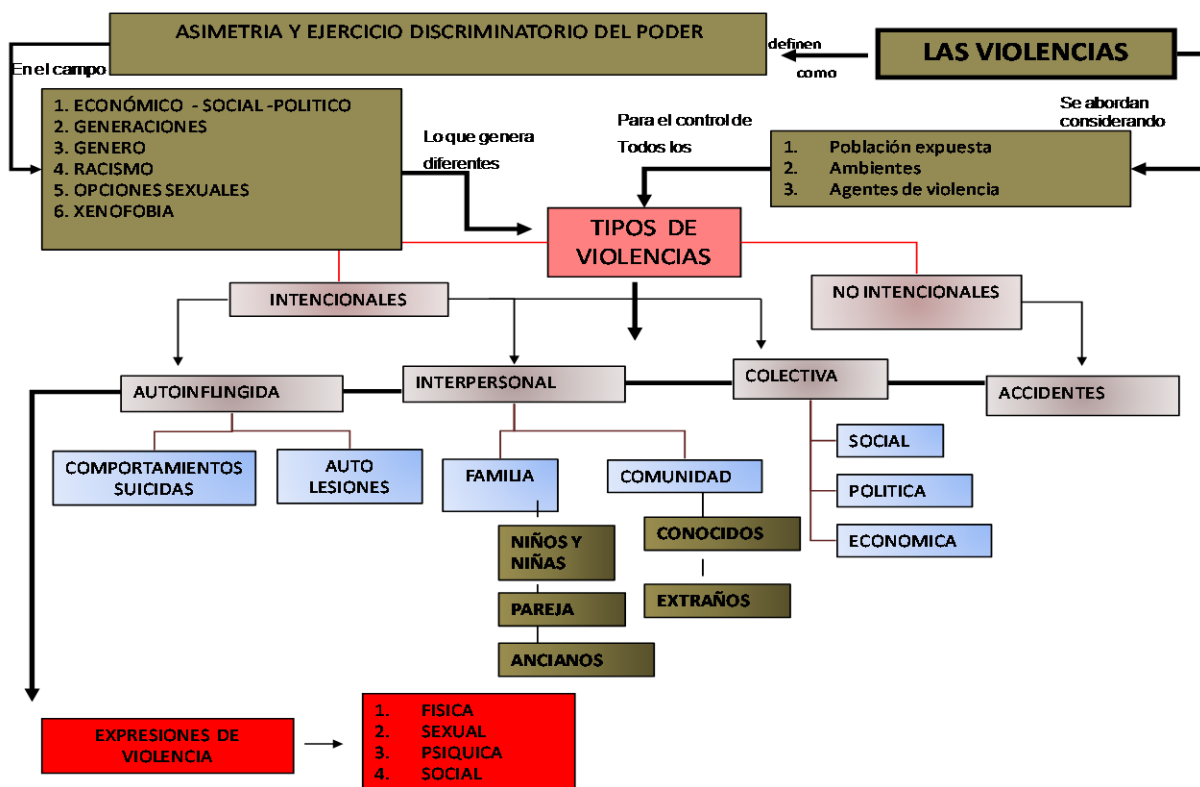 ASIMETRIA Y EJERCICIO DISCRIMINATORIO DEL PODER
definen
como
LAS VIOLENCIAS
En el campo
1. ECONÓMICO - SOCIAL -POLITICO
2. GENERACIONES
3. GENERO
4. RACISMO
5. OPCIONES SEXUALES
6. XENOFOBIA
Lo que genera
diferentes
Para el control de
Todos los
Se abordan
considerando
1. Población expuesta
2. Ambientes
3. Agentes de violencia
TIPOS DE
VIOLENCIAS
INTENCIONALES
NO INTENCIONALES
AUTOINFLINGIDA
INTERPERSONAL
COLECTIVA
ACCIDENTES
COMPORTAMIENTOS
SUICIDAS
AUTO
LESIONES
FAMILIA
COMUNIDAD
SOCIAL
POLITICA
ECONOMICA
NIÑOS Y
NIÑAS
PAREJA
ANCIANOS
CONOCIDOS
EXTRAÑOS
EXPRESIONES DE
VIOLENCIA
1. FISICA
2. SEXUAL
3. PSIQUICA
4. SOCIAL